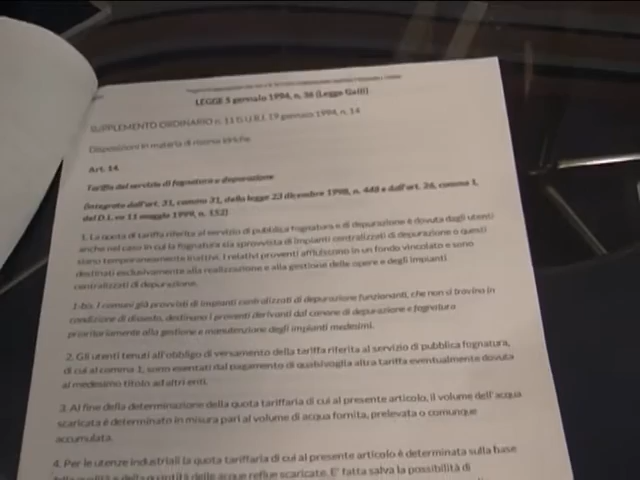 LEGGE 5 gennaio 1994, n. 36 (Legge Galli)
SUPPLEMENTO ORDINARIO n. 11 G.U.R.I. 19 gennaio 1994, n. 14
Disposizioni in materia di risorse idriche.
Art. 14
Tariffa del servizio di fognatura e depurazione
(Integrato dall'art. 31, comma 31, della legge 23 dicembre 1998, n. 448 e dall'art. 26, comma 1,
del D.L. vo 11 maggio 1999, n. 152)
1. La quota di tariffa riferita al servizio di pubblica fognatura e di depurazione è dovuta dagli utenti
anche nel caso in cui la fognatura sia sprovvista di impianti centralizzati di depurazione o questi
siano temporaneamente inattivi. I relativi proventi affluiscono in un fondo vincolato e sono
destinati esclusivamente alla realizzazione e alla gestione delle opere e degli impianti
centralizzati di depurazione.
1-bis. I comuni già provvisti di impianti centralizzati di depurazione funzionanti, che non si trovino in
condizione di dissesto, destinano i proventi derivanti dal canone di depurazione e fognatura
prioritariamente alla gestione e manutenzione degli impianti medesimi.
2. Gli utenti tenuti all'obbligo di versamento della tariffa riferita al servizio di pubblica fognatura,
di cui al comma 1, sono esentati dal pagamento di qualsivoglia altra tariffa eventualmente dovuta
al medesimo titolo ad altri enti.
3. Al fine della determinazione della quota tariffaria di cui al presente articolo, il volume dell'acqua
scaricata è determinato in misura pari al volume di acqua fornita, prelevata o comunque
accumulata.
4. Per le utenze industriali la quota tariffaria di cui al presente articolo è determinata sulla base
della qualità e della quantità delle acque reflue scaricate. E' fatta salva la possibilità di